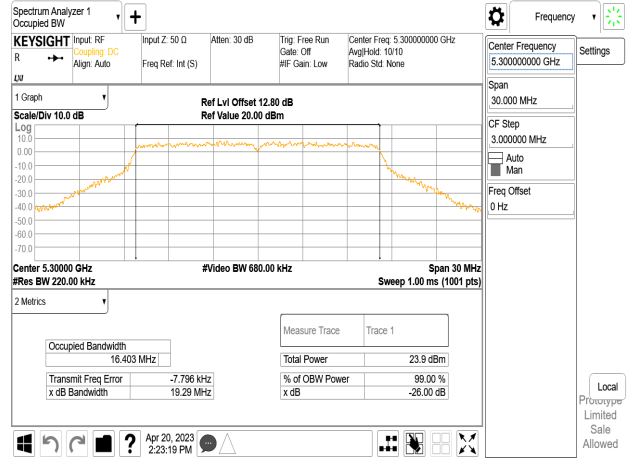 Spectrum Analyzer 1
Occupied BW
Frequency
KEYSIGHT
R
LXI
Input: RF
Coupling: DC
Align: Auto
Input Z: 50 Ω
Freq Ref: Int (S)
Atten: 30 dB
Trig: Free Run
Gate: Off
#IF Gain: Low
Center Freq: 5.300000000 GHz
Avg|Hold: 10/10
Radio Std: None
1 Graph
Scale/Div 10.0 dB
Ref Lvl Offset 12.80 dB
Ref Value 20.00 dBm
Log
10.0
0.00
-10.0
-20.0
-30.0
-40.0
-50.0
-60.0
-70.0
Center 5.30000 GHz
#Res BW 220.00 kHz
#Video BW 680.00 kHz
Span 30 MHz
Sweep 1.00 ms (1001 pts)
2 Metrics
Measure Trace Trace 1
Occupied Bandwidth
16.403 MHz
Total Power 23.9 dBm
Transmit Freq Error -7.796 kHz
% of OBW Power 99.00 %
x dB Bandwidth 19.29 MHz
x dB -26.00 dB
Apr 20, 2023
2:23:19 PM
Center Frequency
5.300000000 GHz
Settings
Span
30.000 MHz
CF Step
3.000000 MHz
Auto
Man
Freq Offset
0 Hz
Local
Prototype
Limited
Sale
Allowed